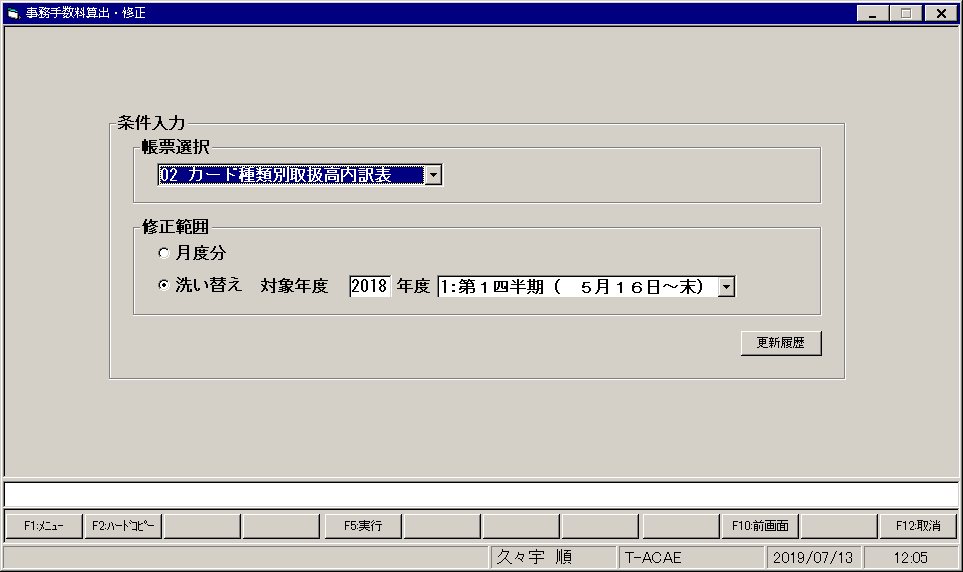 事務手数料算出・修正
条件入力
帳票選択
02 カード種類別取扱高内訳表
修正範囲
月度分
洗い替え 対象年度 2018 年度 1:第１四半期（　５月１６日～末）
更新履歴
F1:ﾒﾆｭｰ F2:ﾊｰﾄﾞｺﾋﾟｰ F5:実行 F10:前画面 F12:取消
久々宇 順 T-ACAE 2019/07/13 12:05